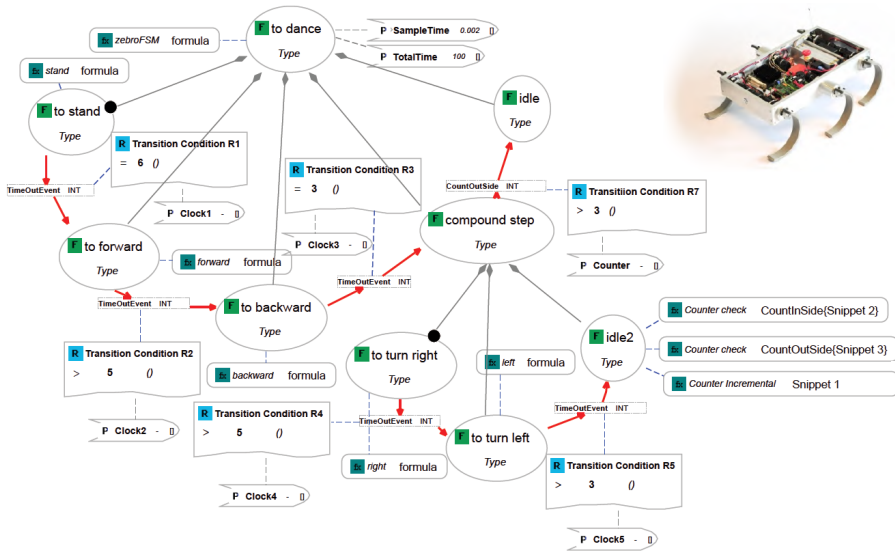 F to dance
Type
fx zebroFSM formula
P SampleTime 0.002 []
P TotalTime 100 []
fx stand formula
F to stand
Type
F idle
Type
R Transition Condition R1
= 6 ()
TimeOutEvent INT
P Clock1 - []
R Transition Condition R3
= 3 ()
P Clock3 - []
CountOutSide INT
R Transitiion Condition R7
> 3 ()
P Counter - []
F compound step
Type
F to forward
Type
fx forward formula
TimeOutEvent INT
TimeOutEvent INT
F to backward
Type
fx backward formula
R Transition Condition R2
> 5 ()
P Clock2 - []
F to turn right
Type
fx left formula
F idle2
Type
fx Counter check CountInSide{Snippet 2}
fx Counter check CountOutSide{Snippet 3}
fx Counter Incremental Snippet 1
R Transition Condition R4
> 5 ()
P Clock4 - []
TimeOutEvent INT
TimeOutEvent INT
fx right formula
F to turn left
Type
R Transition Condition R5
> 3 ()
P Clock5 - []